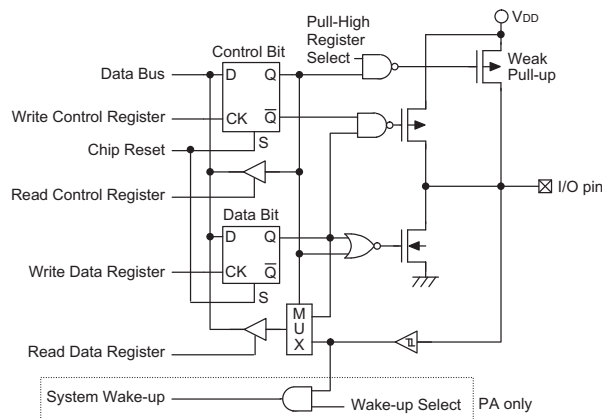 VDD
Pull-High
Register
Select
Weak
Pull-up
Control Bit
Data Bus
D
Q
Write Control Register
CK
Q
S
Chip Reset
Read Control Register
I/O pin
Data Bit
D
Q
Write Data Register
CK
Q
S
M
U
X
Read Data Register
System Wake-up
Wake-up Select
PA only